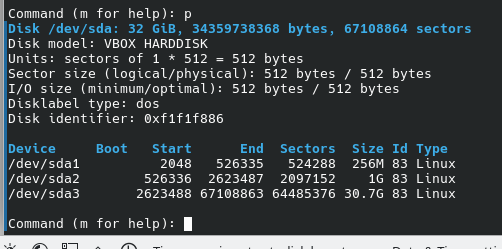 Command (m for help): p
Disk /dev/sda: 32 GiB, 34359738368 bytes, 67108864 sectors
Disk model: VBOX HARDDISK
Units: sectors of 1 * 512 = 512 bytes
Sector size (logical/physical): 512 bytes / 512 bytes
I/O size (minimum/optimal): 512 bytes / 512 bytes
Disklabel type: dos
Disk identifier: 0xf1f1f886
Device Boot Start End Sectors Size Id Type
/dev/sda1 2048 526335 524288 256M 83 Linux
/dev/sda2 526336 2623487 2097152 1G 83 Linux
/dev/sda3 2623488 67108863 64485376 30.7G 83 Linux
Command (m for help):